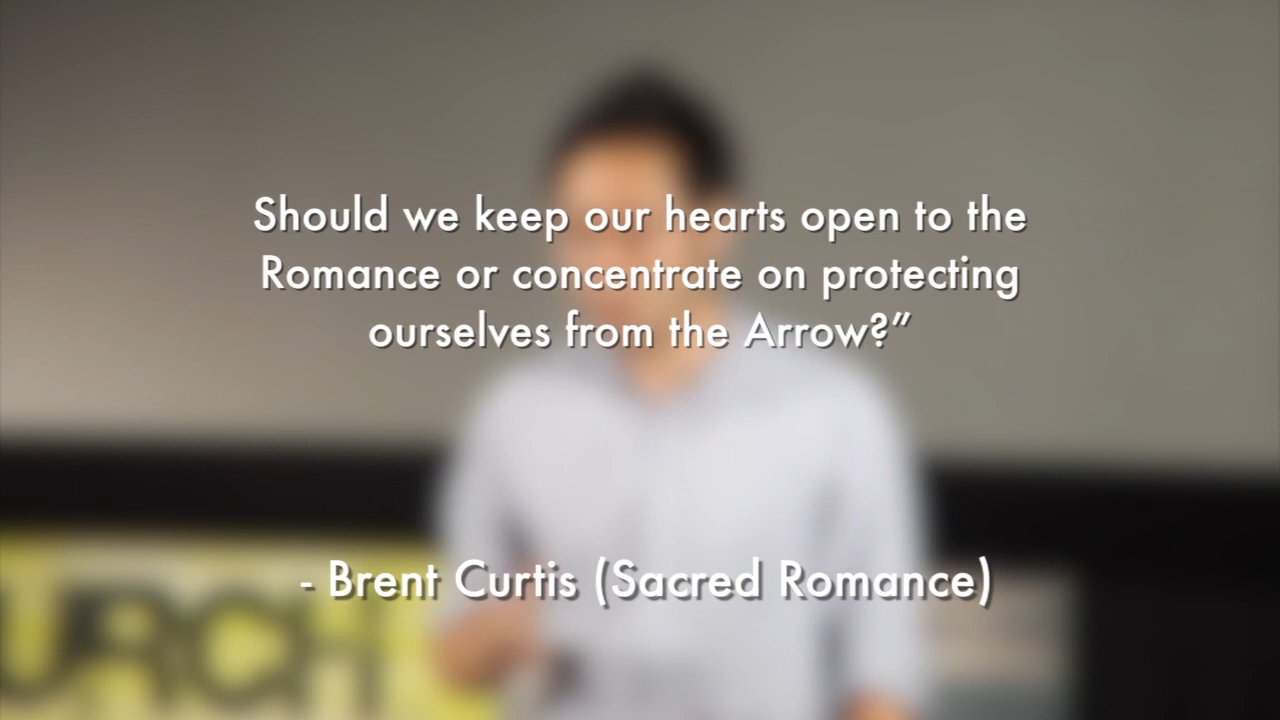 Should we keep our hearts open to the
Romance or concentrate on protecting
ourselves from the Arrow?”
- Brent Curtis (Sacred Romance)
URCH